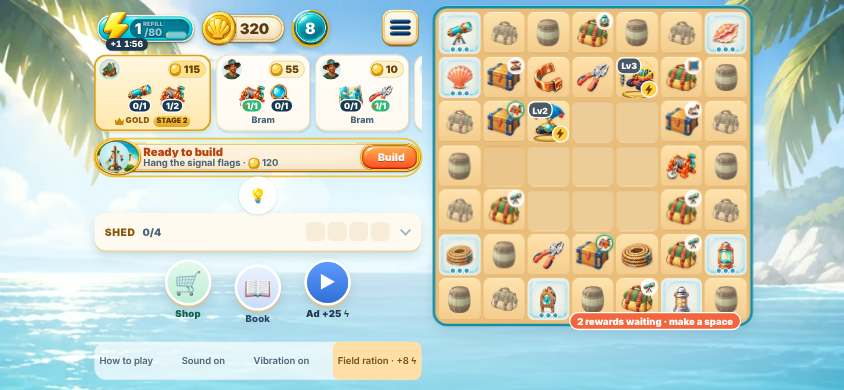 1 REFILL /80
+1 1:56
320
8
115
0/1 1/2
GOLD STAGE 2
55
1/1 0/1
Bram
10
1/1 1/1
Bram
Ready to build
Hang the signal flags · 120
Build
SHED 0/4
Shop
Book
Ad +25
How to play
Sound on
Vibration on
Field ration · +8
Lv3
Lv2
2 rewards waiting · make a space